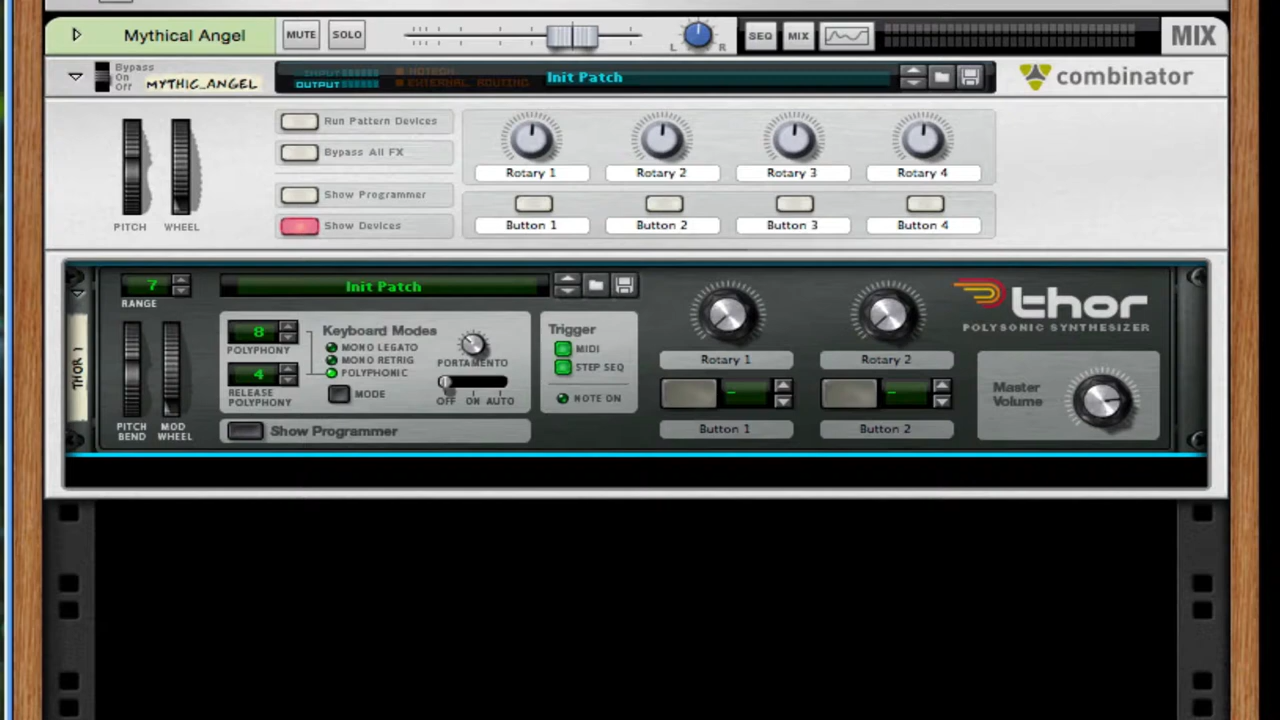 Mythical Angel
MUTE
SOLO
L R
SEQ
MIX
MIX
Bypass
On
Off
MYTHIC_ANGEL
INPUT
OUTPUT
NOTECH
EXTERNAL ROUTING
Init Patch
combinator
Run Pattern Devices
Bypass All FX
Show Programmer
Show Devices
PITCH
WHEEL
Rotary 1
Rotary 2
Rotary 3
Rotary 4
Button 1
Button 2
Button 3
Button 4
7
RANGE
Init Patch
THOR 1
PITCH
BEND
MOD
WHEEL
8
POLYPHONY
4
RELEASE
POLYPHONY
Keyboard Modes
MONO LEGATO
MONO RETRIG
POLYPHONIC
MODE
PORTAMENTO
OFF ON AUTO
Show Programmer
Trigger
MIDI
STEP SEQ
NOTE ON
Rotary 1
Rotary 2
Button 1
Button 2
thor
POLYSONIC SYNTHESIZER
Master
Volume